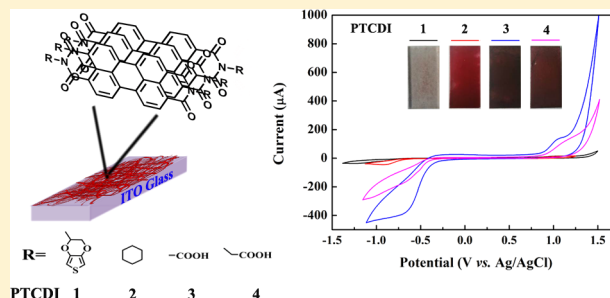 O O O O
R-N N-R
R-N N-R
R-N N-R
O O O O
ITO Glass
R= O O S -COOH COOH
PTCDI 1 2 3 4
PTCDI 1 2 3 4
1000
800
600
400
200
0
-200
-400
Current (μA)
-1.5 -1.0 -0.5 0.0 0.5 1.0 1.5
Potential (V vs. Ag/AgCl)